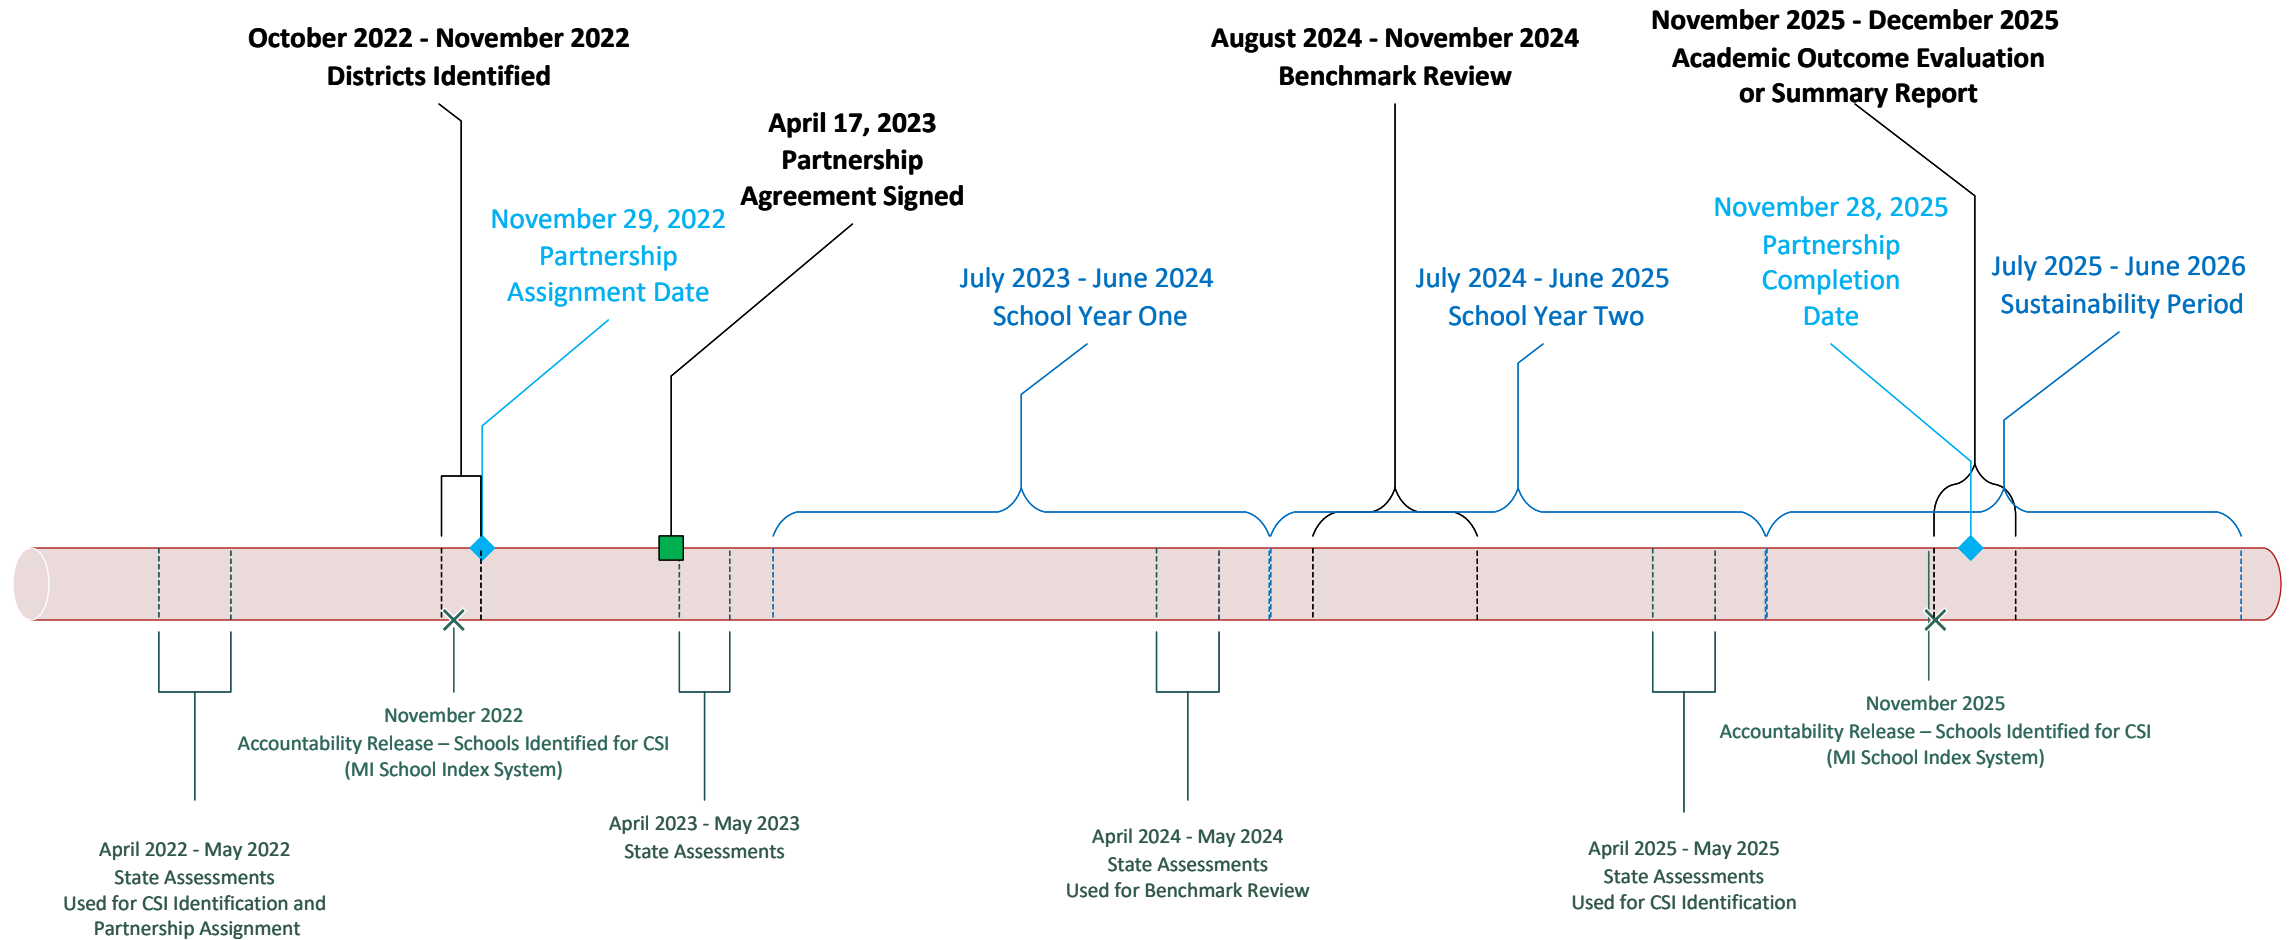 October 2022 - November 2022
Districts Identified
April 17, 2023
Partnership
Agreement Signed
November 29, 2022
Partnership
Assignment Date
July 2023 - June 2024
School Year One
August 2024 - November 2024
Benchmark Review
July 2024 - June 2025
School Year Two
November 2025 - December 2025
Academic Outcome Evaluation
or Summary Report
November 28, 2025
Partnership
Completion
Date
July 2025 - June 2026
Sustainability Period
April 2022 - May 2022
State Assessments
Used for CSI Identification and
Partnership Assignment
November 2022
Accountability Release – Schools Identified for CSI
(MI School Index System)
April 2023 - May 2023
State Assessments
April 2024 - May 2024
State Assessments
Used for Benchmark Review
April 2025 - May 2025
State Assessments
Used for CSI Identification
November 2025
Accountability Release – Schools Identified for CSI
(MI School Index System)